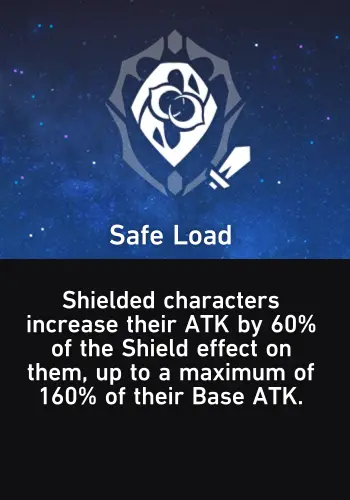 Safe Load
Shielded characters
increase their ATK by 60%
of the Shield effect on
them, up to a maximum of
160% of their Base ATK.